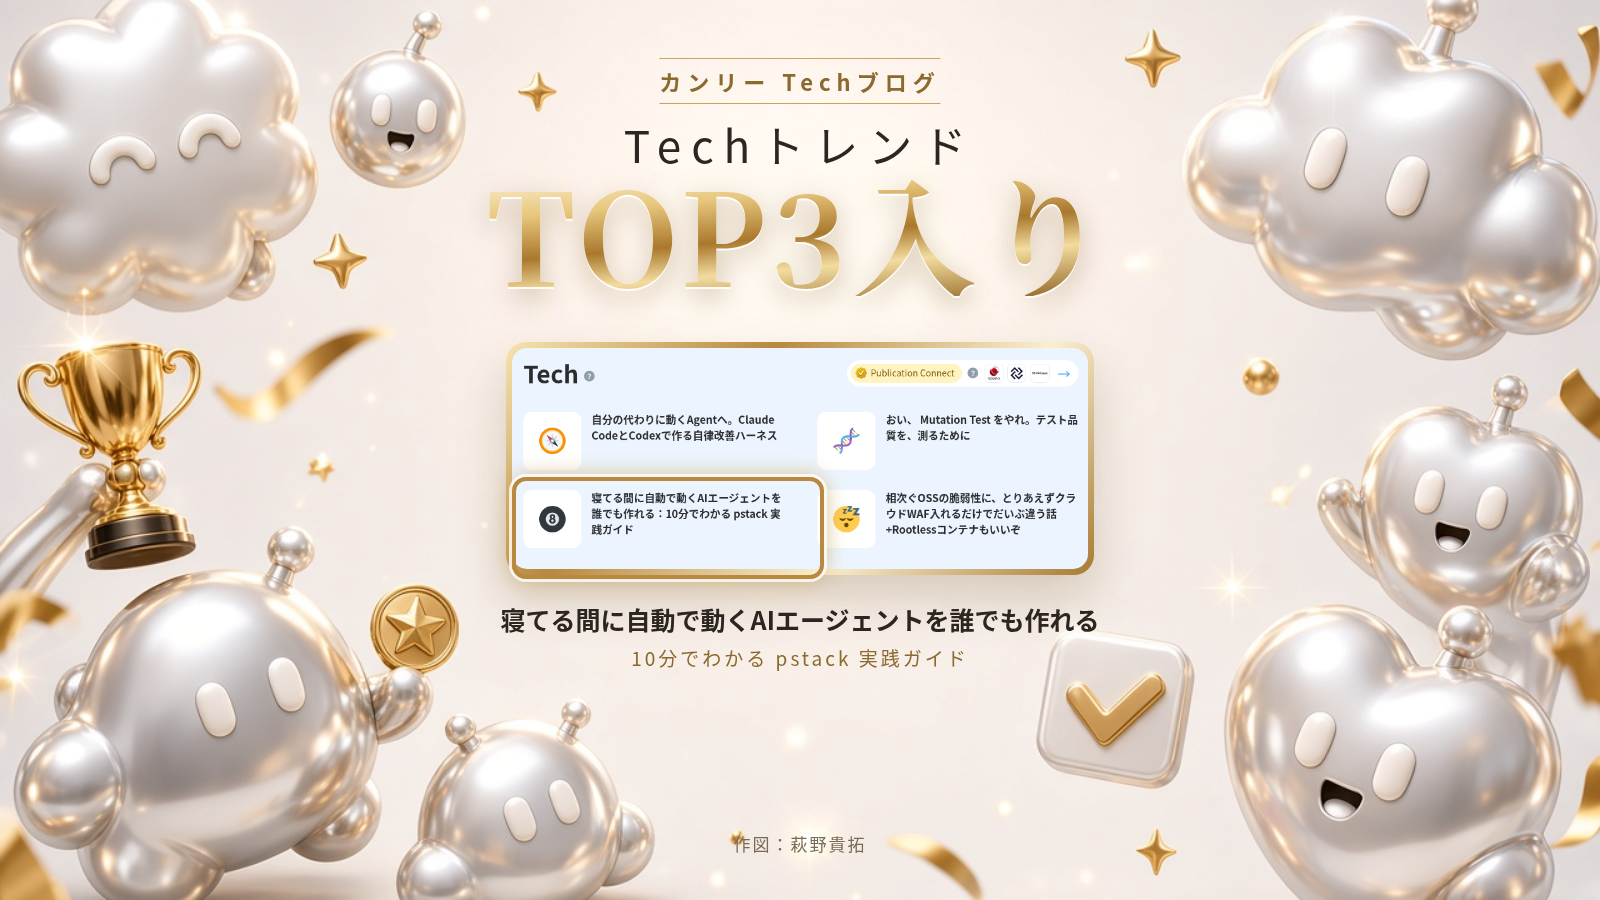 カンリー Techブログ
Techトレンド
TOP3入り
Tech ?
Publication Connect ?
自分の代わりに動くAgentへ。Claude
CodeとCodexで作る自律改善ハーネス
おい、 Mutation Test をやれ。テスト品
質を、測るために
8
寝てる間に自動で動くAIエージェントを
誰でも作れる：10分でわかる pstack 実
践ガイド
相次ぐOSSの脆弱性に、とりあえずクラ
ウドWAF入れるだけでだいぶ違う話
+Rootlessコンテナもいいぞ
寝てる間に自動で動くAIエージェントを誰でも作れる
10分でわかる pstack 実践ガイド
作図：萩野貴拓